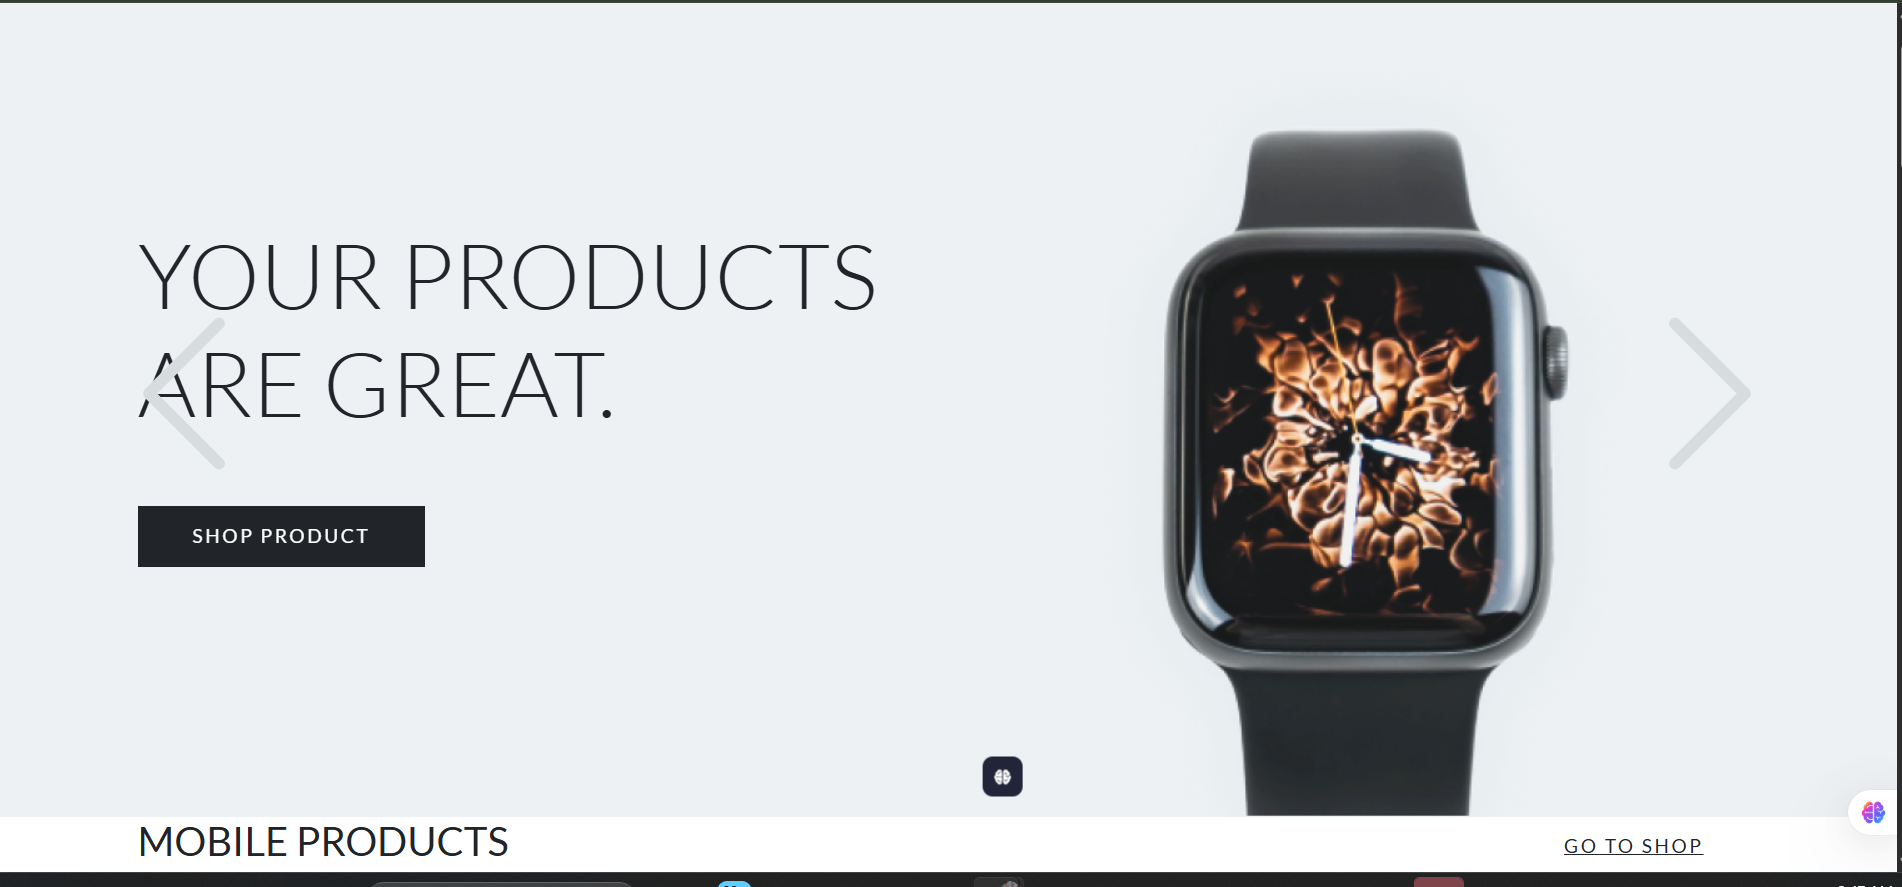 YOUR PRODUCTS
ARE GREAT.
SHOP PRODUCT
MOBILE PRODUCTS
GO TO SHOP